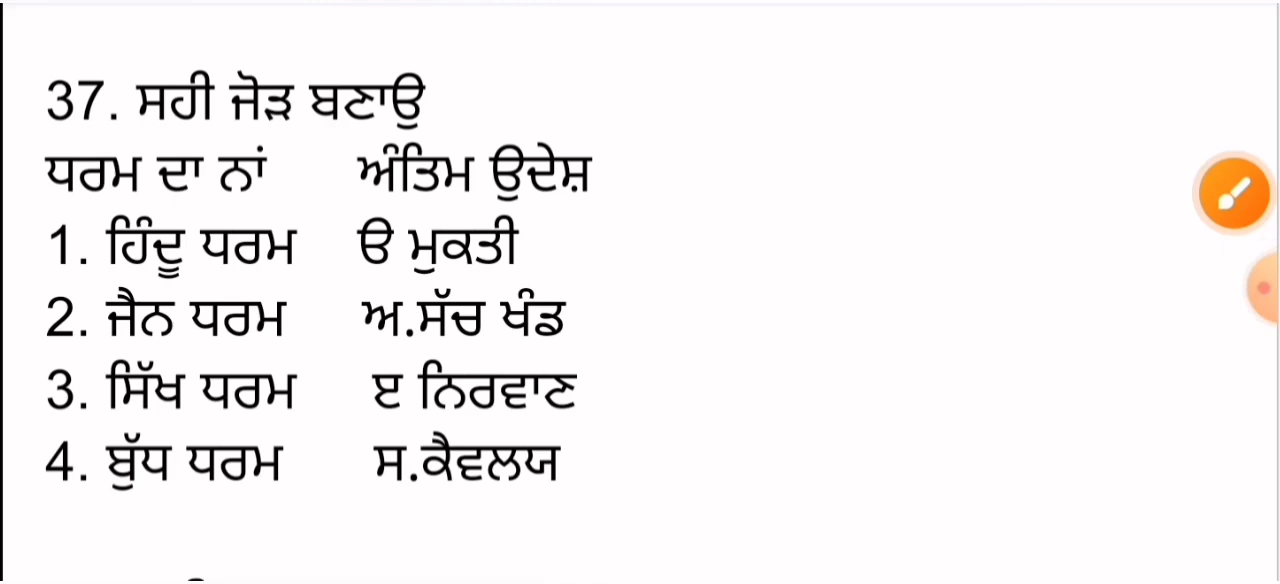 37. ਸਹੀ ਜੋੜ ਬਣਾਉ
ਧਰਮ ਦਾ ਨਾਂ ਅੰਤਿਮ ਉਦੇਸ਼
1. ਹਿੰਦੂ ਧਰਮ ੳ ਮੁਕਤੀ
2. ਜੈਨ ਧਰਮ ਅ.ਸੱਚ ਖੰਡ
3. ਸਿੱਖ ਧਰਮ ੲ ਨਿਰਵਾਣ
4. ਬੁੱਧ ਧਰਮ ਸ.ਕੈਵਲਯ